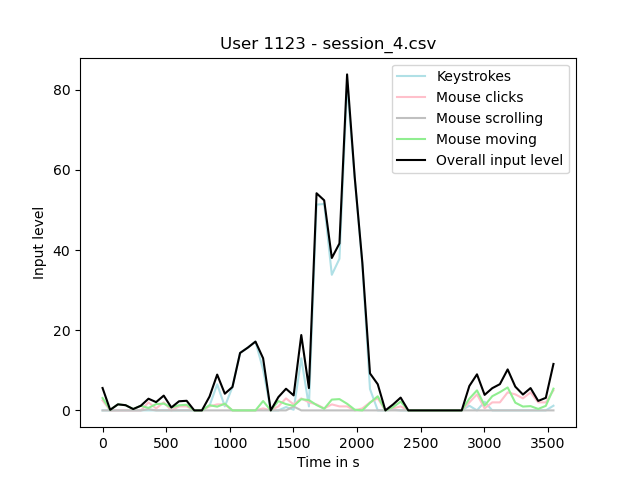 User 1123 - session_4.csv
Keystrokes
Mouse clicks
Mouse scrolling
Mouse moving
Overall input level
Input level
80
60
40
20
0
0 500 1000 1500 2000 2500 3000 3500
Time in s